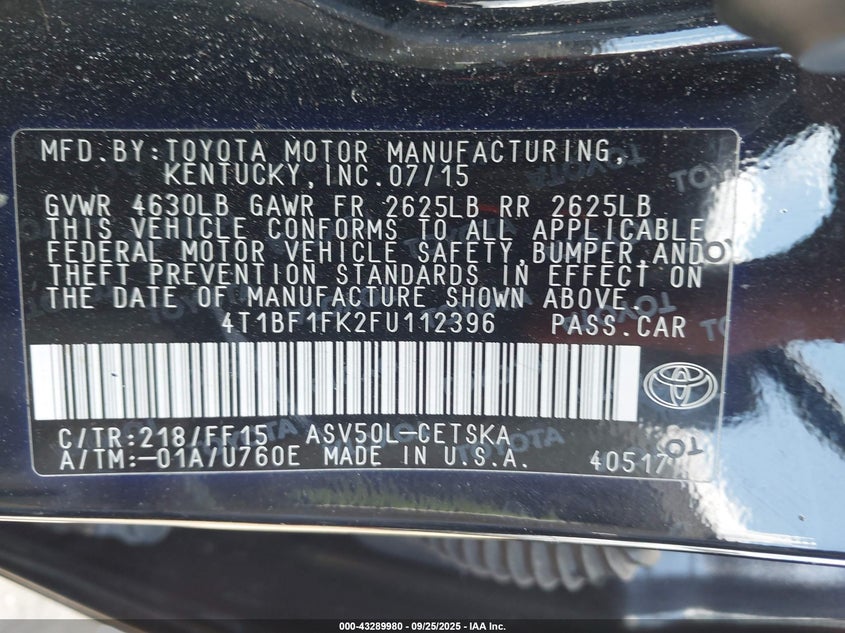 MFD.BY:TOYOTA MOTOR MANUFACTURING,
KENTUCKY,INC.07/15
GVWR 4630LB GAWR FR 2625LB RR 2625LB
THIS VEHICLE CONFORMS TO ALL APPLICABLE
FEDERAL MOTOR VEHICLE SAFETY,BUMPER,AND
THEFT PREVENTION STANDARDS IN EFFECT ON
THE DATE OF MANUFACTURE SHOWN ABOVE.
4T1BF1FK2FU112396 PASS.CAR
C/TR:218/FF15 ASV50L-CETSKA
A/TM:-01A/U760E MADE IN U.S.A. 40517
000-43289980 - 09/25/2025 - IAA Inc.